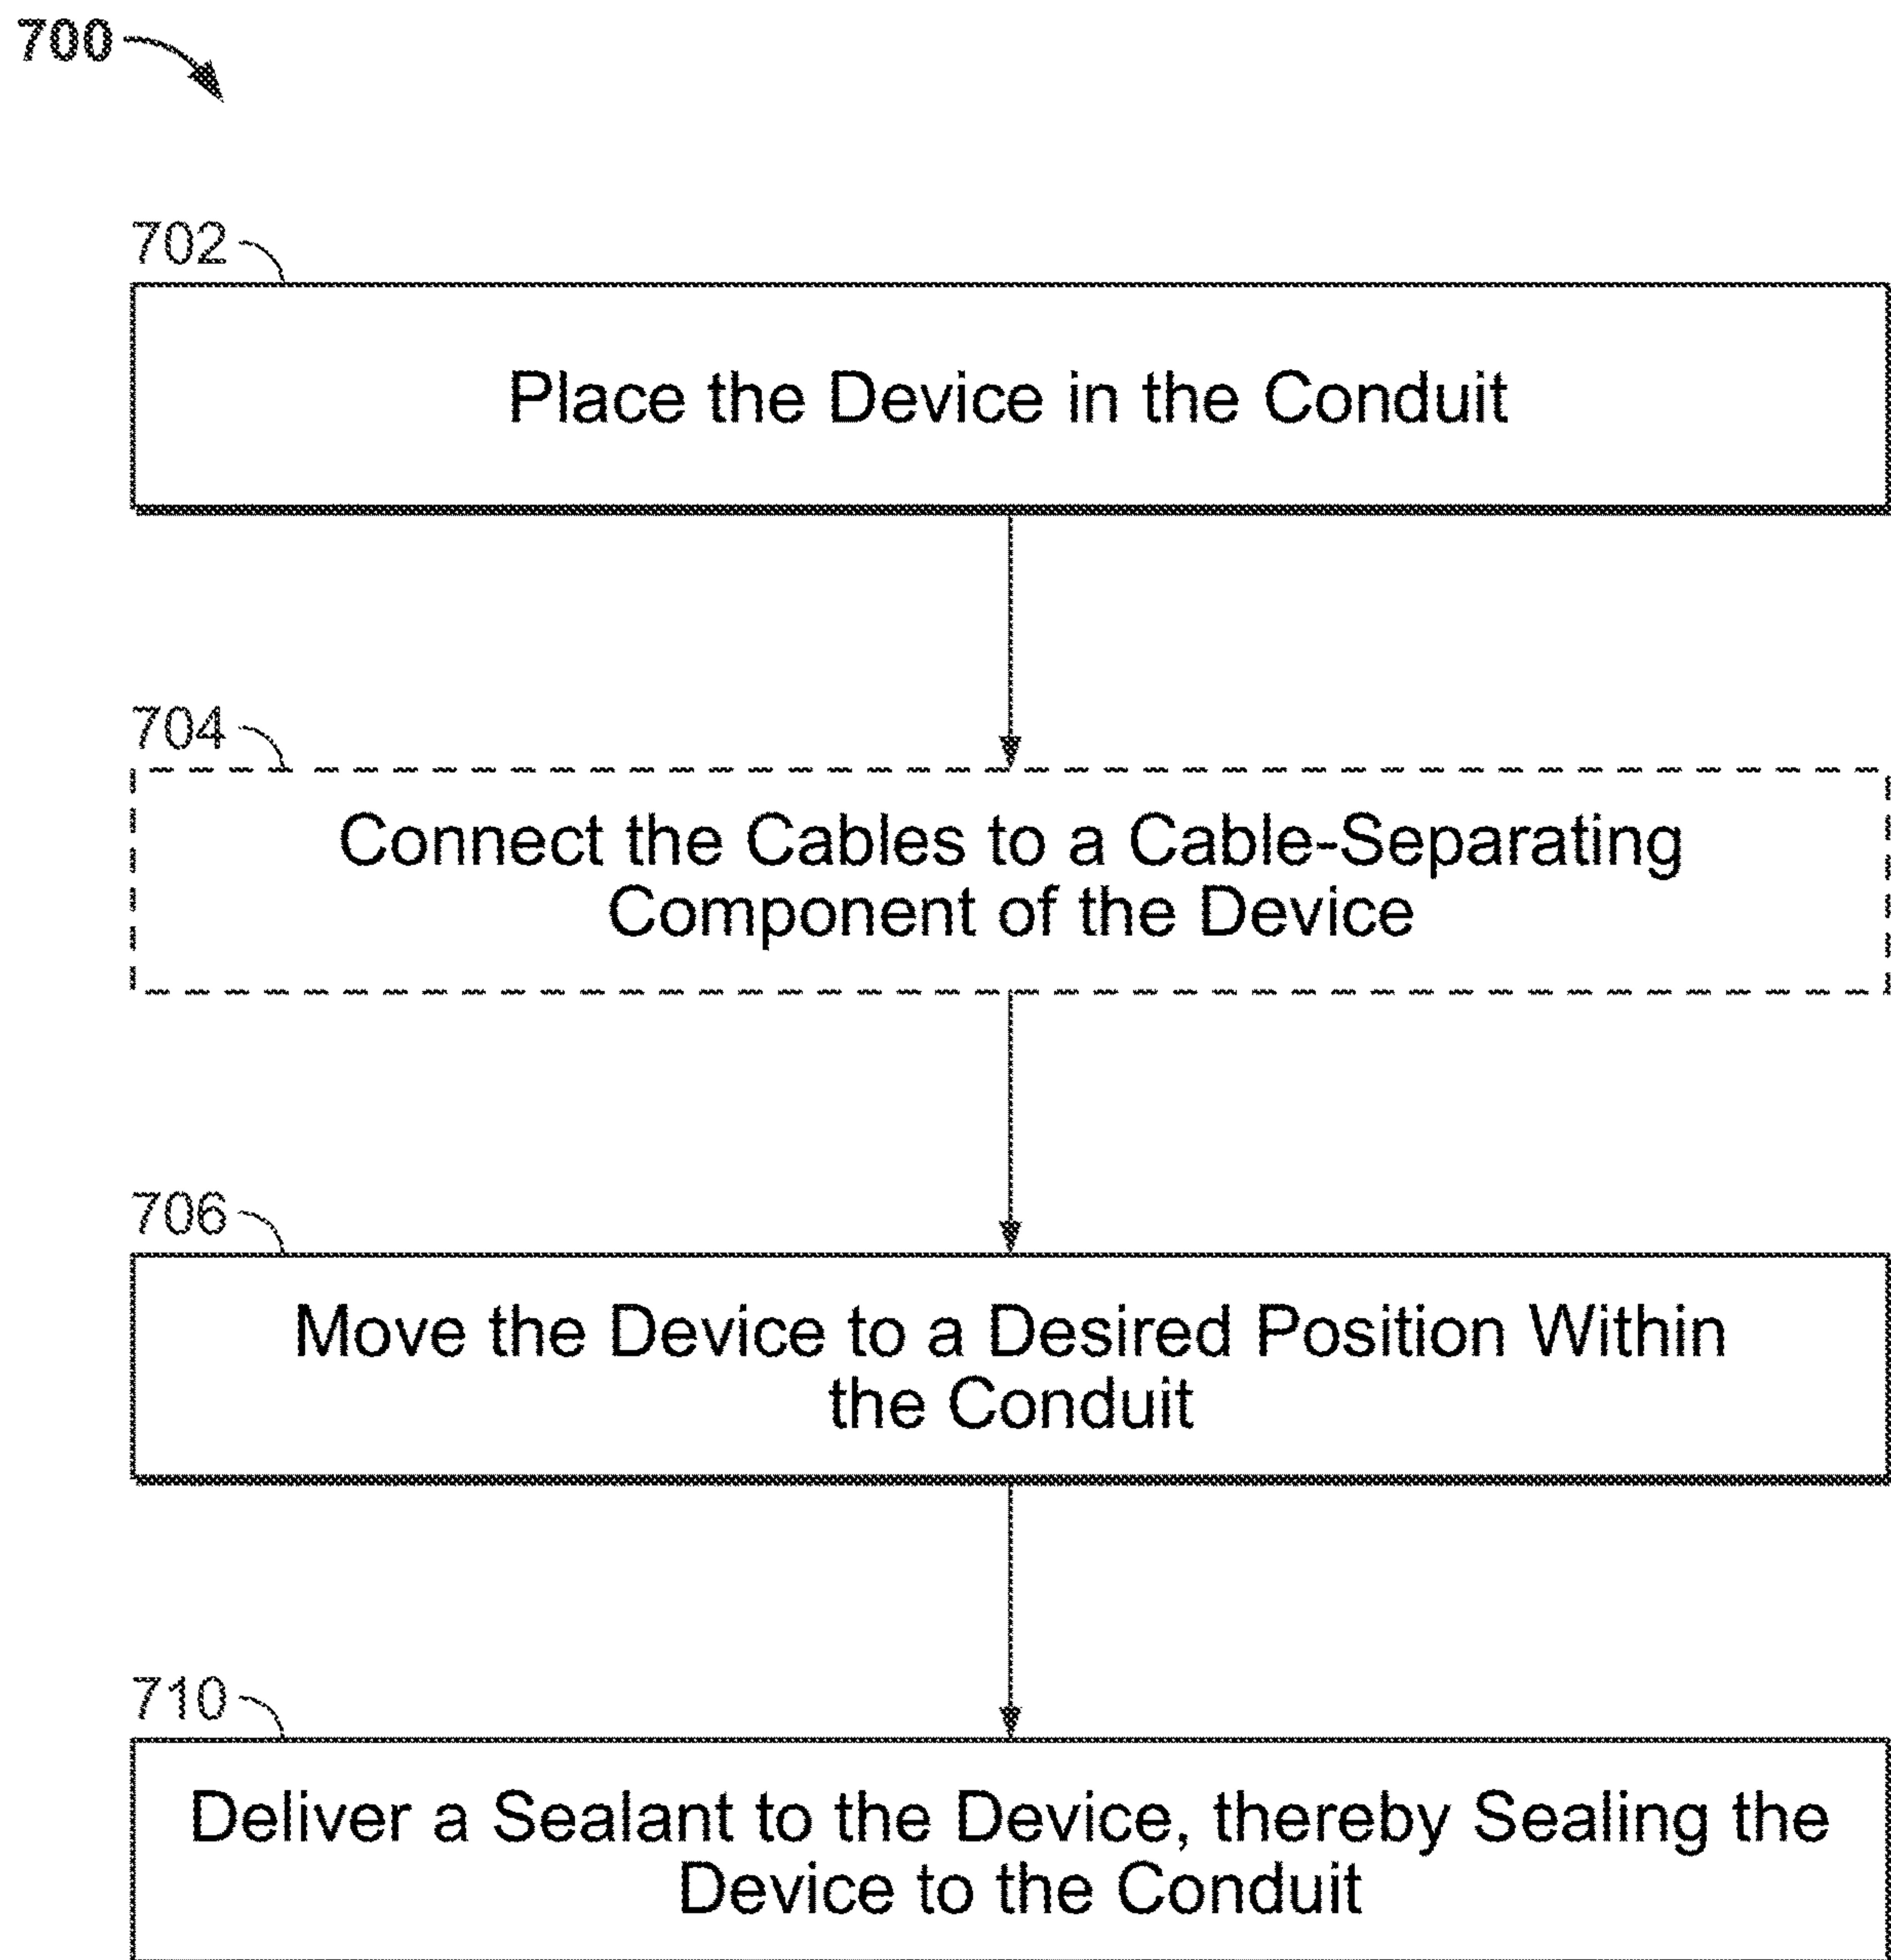 700
702
Place the Device in the Conduit
704
Connect the Cables to a Cable-Separating
Component of the Device
706
Move the Device to a Desired Position Within
the Conduit
710
Deliver a Sealant to the Device, thereby Sealing the
Device to the Conduit